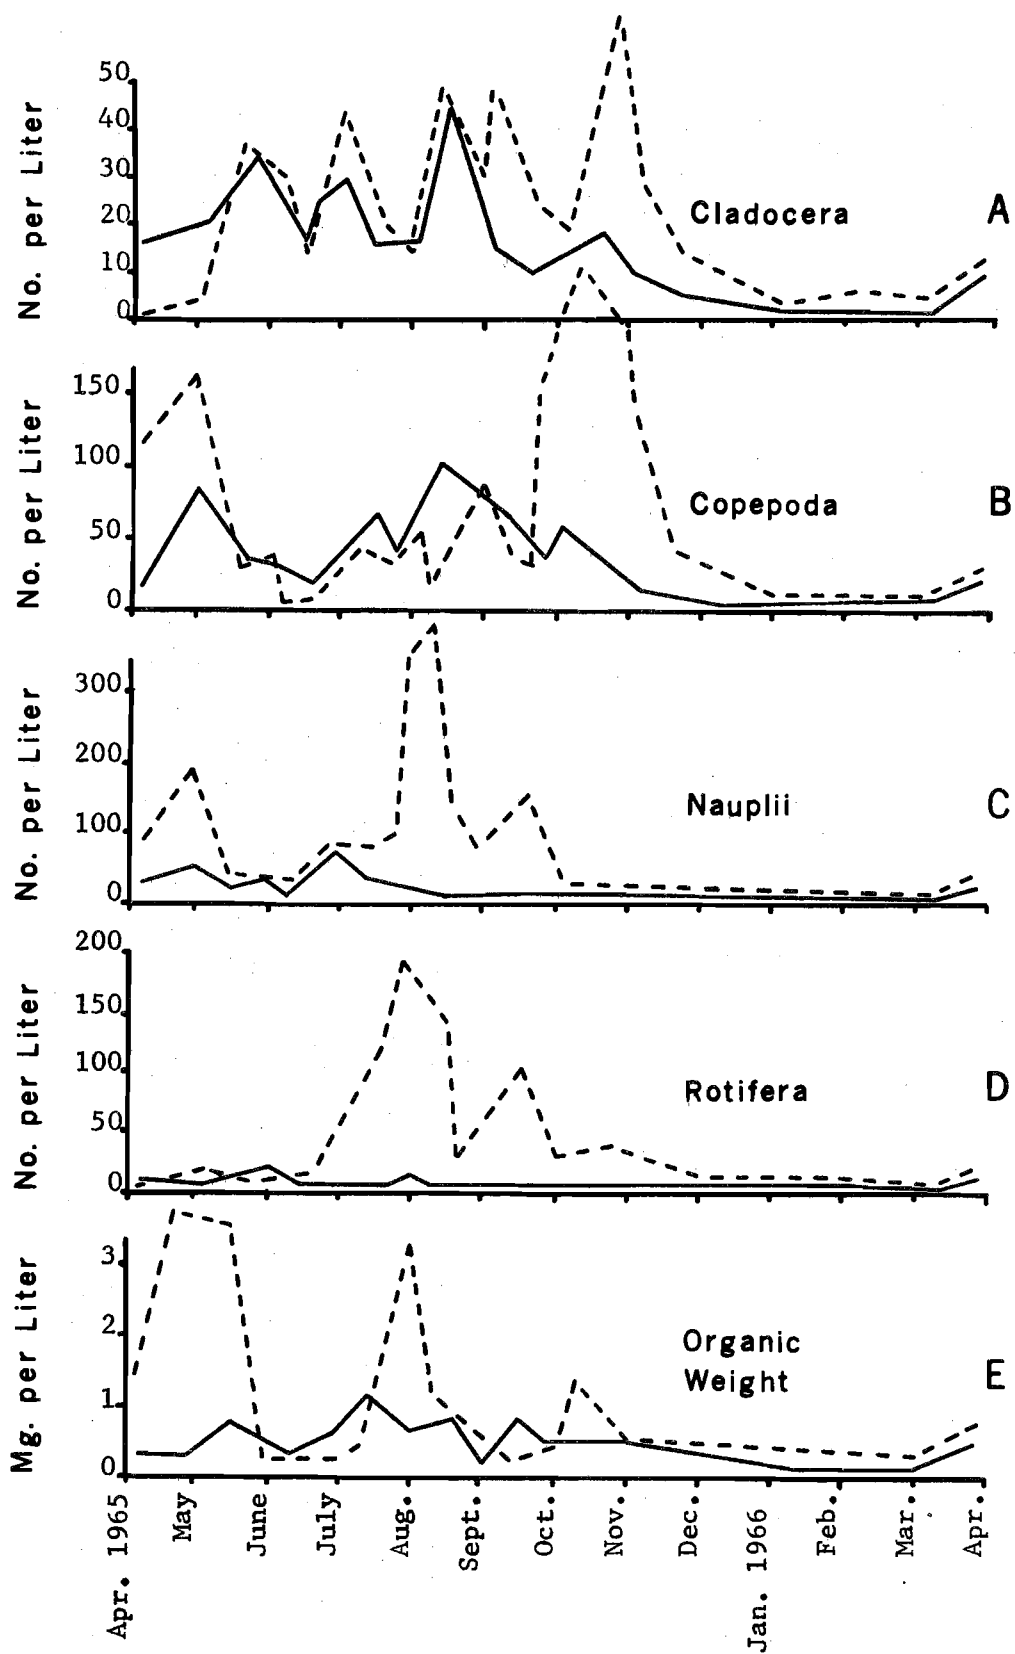 50
40
30
20
10
0
No. per Liter
Cladocera
A
150
100
50
0
No. per Liter
Copepoda
B
300
200
100
0
No. per Liter
Nauplii
C
200
150
100
50
0
No. per Liter
Rotifera
D
3
2
1
0
Mg. per Liter
Organic
Weight
E
Apr. 1965
May
June
July
Aug.
Sept.
Oct.
Nov.
Dec.
Jan. 1966
Feb.
Mar.
Apr.